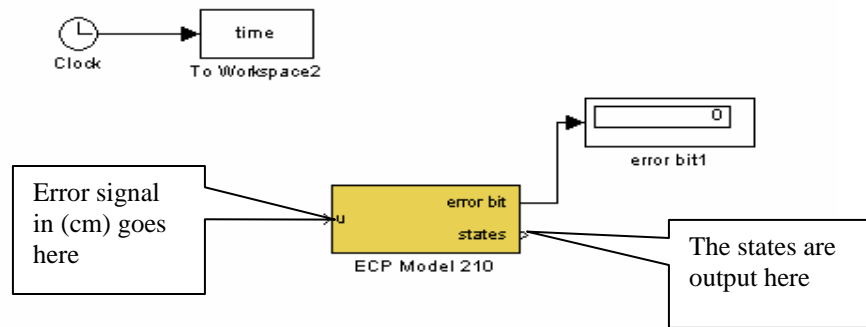 time
Clock
To Workspace2
0
error bit1
Error signal
in (cm) goes
here
u
error bit
states
ECP Model 210
The states are
output here